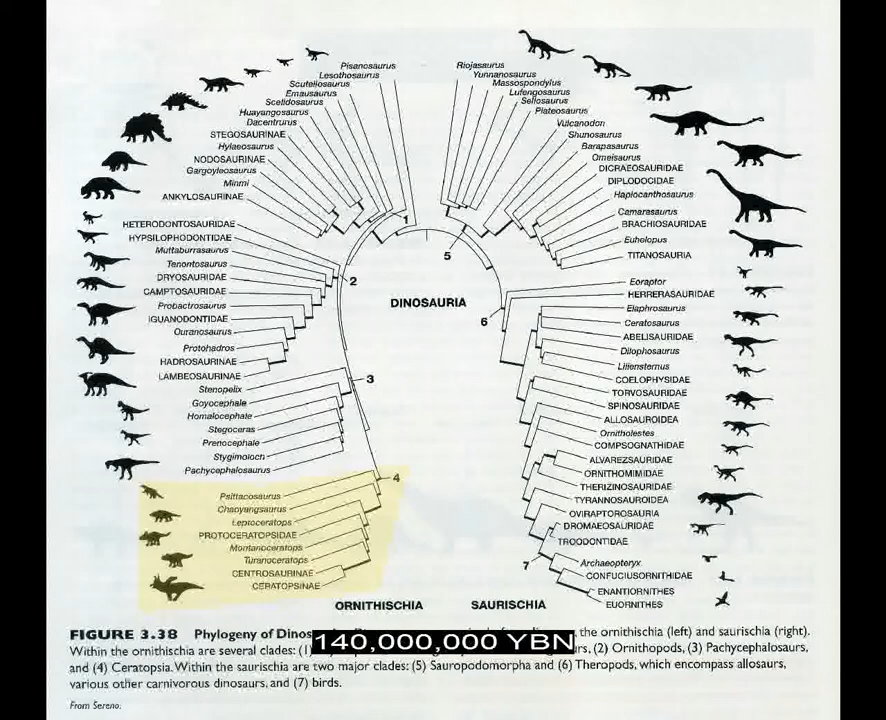 Pisanosaurus
Lesothosaurus
Scutellosaurus
Emausaurus
Scelidosaurus
Huayangosaurus
Dacentrurus
STEGOSAURINAE
Hylaeosaurus
NODOSAURINAE
Gargoyleosaurus
Minmi
ANKYLOSAURINAE
HETERODONTOSAURIDAE
HYPSILOPHODONTIDAE
Muttaburrasaurus
Tenontosaurus
DRYOSAURIDAE
CAMPTOSAURIDAE
Probactrosaurus
IGUANODONTIDAE
Ouranosaurus
Protohadros
HADROSAURINAE
LAMBEOSAURINAE
Stenopelix
Goyocephale
Homalocephale
Stegoceras
Prenocephale
Stygimoloch
Pachycephalosaurus
Psittacosaurus
Chaoyangsaurus
Leptoceratops
PROTOCERATOPSIDAE
Montanoceratops
Turanoceratops
CENTROSAURINAE
CERATOPSINAE
1
2
3
4
DINOSAURIA
5
6
7
Riojasaurus
Yunnanosaurus
Massospondylus
Lufengosaurus
Sellosaurus
Plateosaurus
Vulcanodon
Shunosaurus
Barapasaurus
Omeisaurus
DICRAEOSAURIDAE
DIPLODOCIDAE
Haplocanthosaurus
Camarasaurus
BRACHIOSAURIDAE
Euhelopus
TITANOSAURIA
Eoraptor
HERRERASAURIDAE
Elaphrosaurus
Ceratosaurus
ABELISAURIDAE
Dilophosaurus
Liliensternus
COELOPHYSIDAE
TORVOSAURIDAE
SPINOSAURIDAE
ALLOSAUROIDEA
Ornitholestes
COMPSOGNATHIDAE
ALVAREZSAURIDAE
ORNITHOMIMIDAE
THERIZINOSAURIDAE
TYRANNOSAUROIDEA
OVIRAPTOROSAURIA
DROMAEOSAURIDAE
TROODONTIDAE
Archaeopteryx
CONFUCIUSORNITHIDAE
ENANTIORNITHES
EUORNITHES
ORNITHISCHIA SAURISCHIA
FIGURE 3.38 Phylogeny of Dinos the ornithischia (left) and saurischia (right).
140,000,000 YBN
Within the ornithischia are several clades: (1) rs, (2) Ornithopods, (3) Pachycephalosaurs,
and (4) Ceratopsia. Within the saurischia are two major clades: (5) Sauropodomorpha and (6) Theropods, which encompass allosaurs,
various other carnivorous dinosaurs, and (7) birds.
From Sereno.